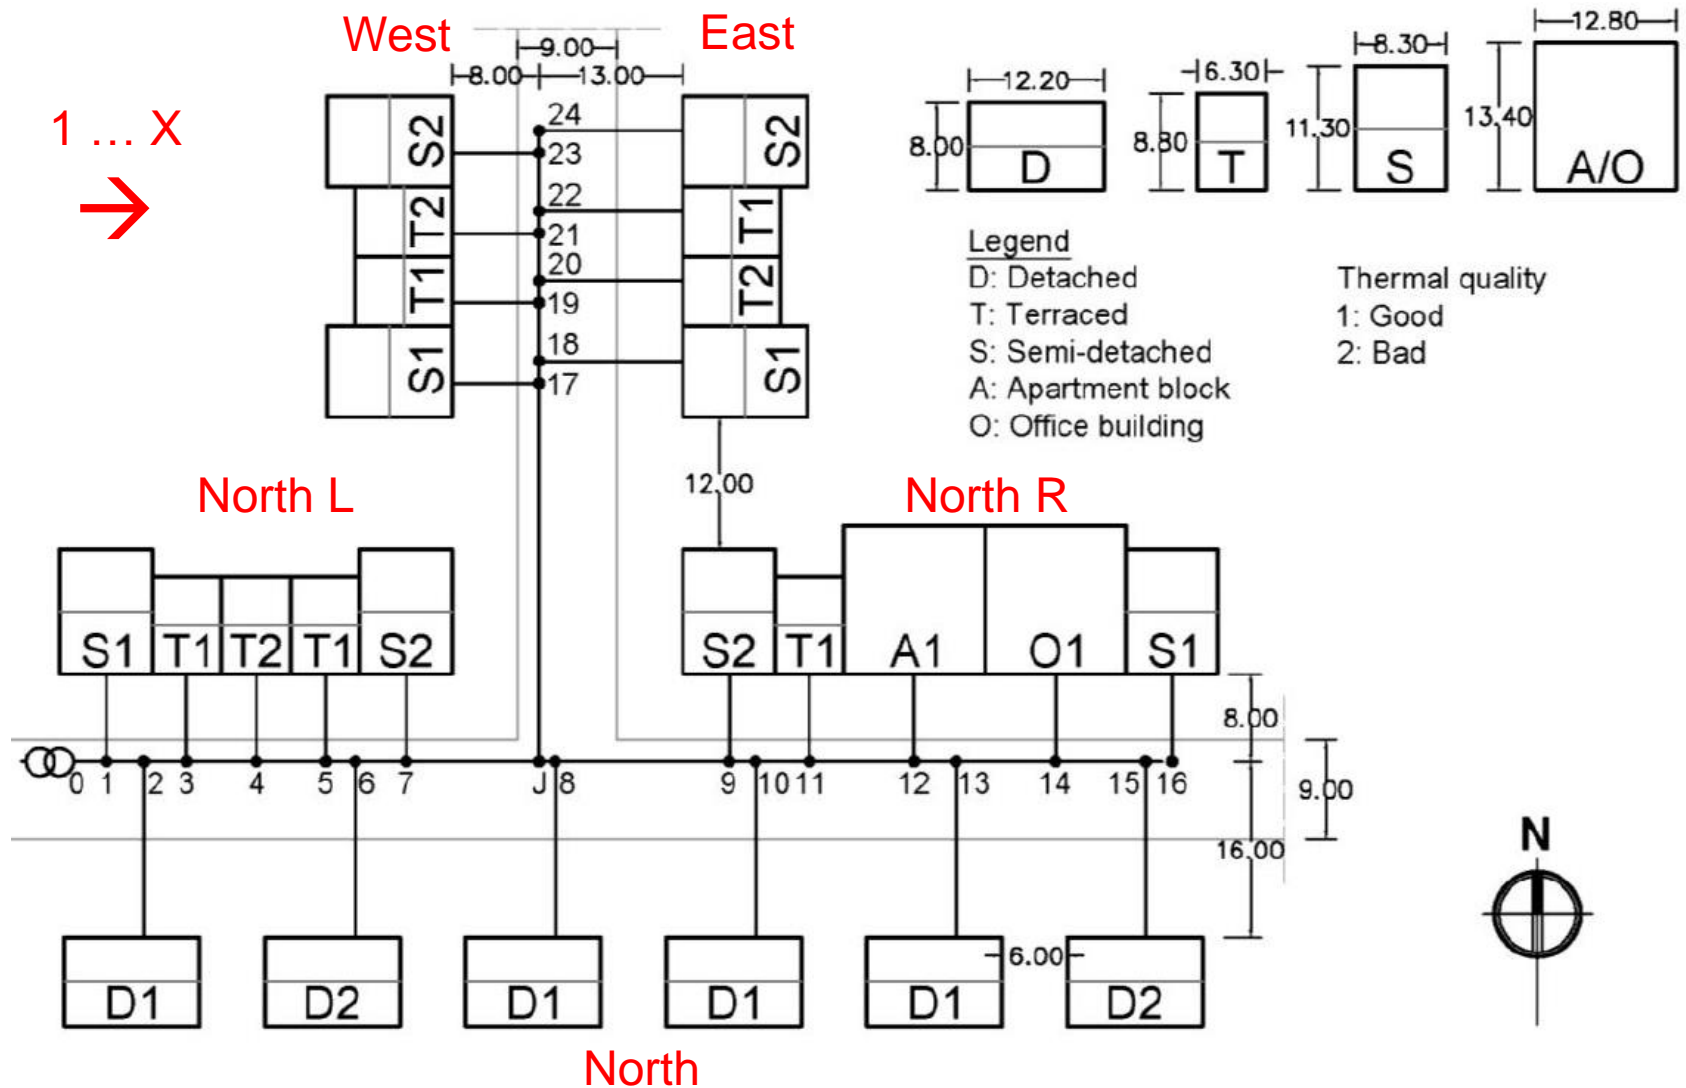 West
East
9.00
8.00
13.00
1 ... X
S2
T2
T1
S1
24
23
22
21
20
19
18
17
S2
T1
T2
S1
12.20
8.00
D
6.30
8.80
T
8.30
11.30
S
12.80
13.40
A/O
Legend
D: Detached
T: Terraced
S: Semi-detached
A: Apartment block
O: Office building
Thermal quality
1: Good
2: Bad
12.00
North L
North R
S1 T1 T2 T1 S2
S2 T1 A1 O1 S1
8.00
0 1 2 3 4 5 6 7 J 8 9 10 11 12 13 14 15 16
9.00
16.00
6.00
D1 D2 D1 D1 D1 D2
North
N